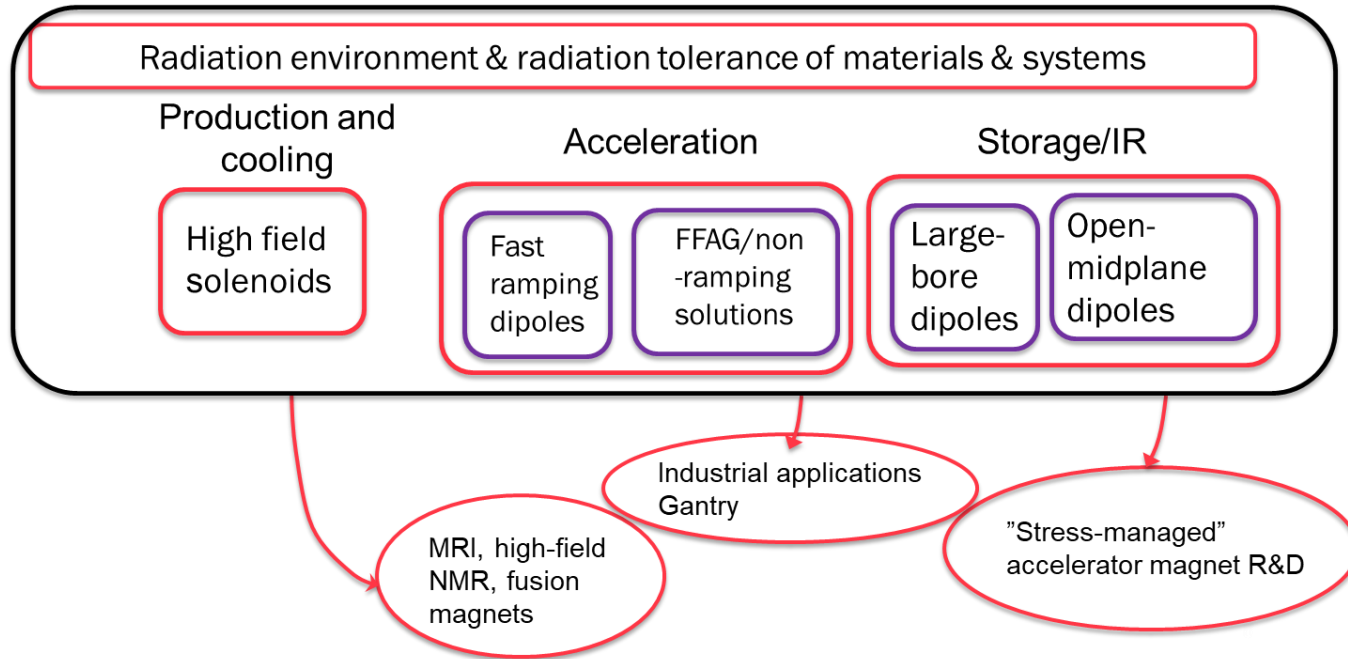 Radiation environment & radiation tolerance of materials & systems
Production and
cooling
Acceleration
Storage/IR
High field
solenoids
Fast
ramping
dipoles
FFAG/non
-ramping
solutions
Large-
bore
dipoles
Open-
midplane
dipoles
Industrial applications
Gantry
MRI, high-field
NMR, fusion
magnets
”Stress-managed”
accelerator magnet R&D